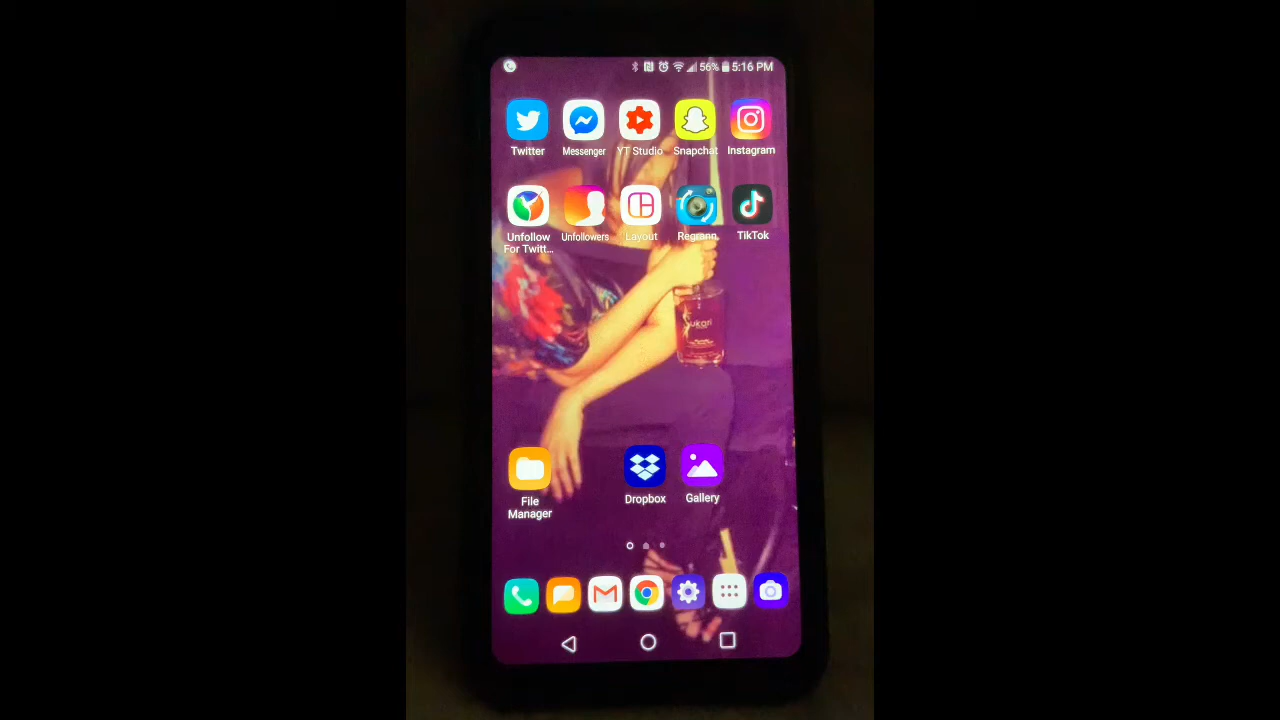 56% 5:16 PM
Twitter Messenger YT Studio Snapchat Instagram
Unfollow For Twitt... Unfollowers Layout Regrann TikTok
Sukari
File Manager Dropbox Gallery